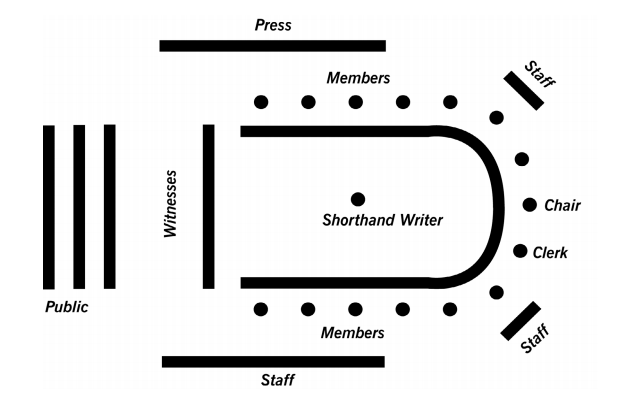 Press
Staff
Members
Witnesses
Chair
Shorthand Writer
Clerk
Public
Members
Staff
Staff